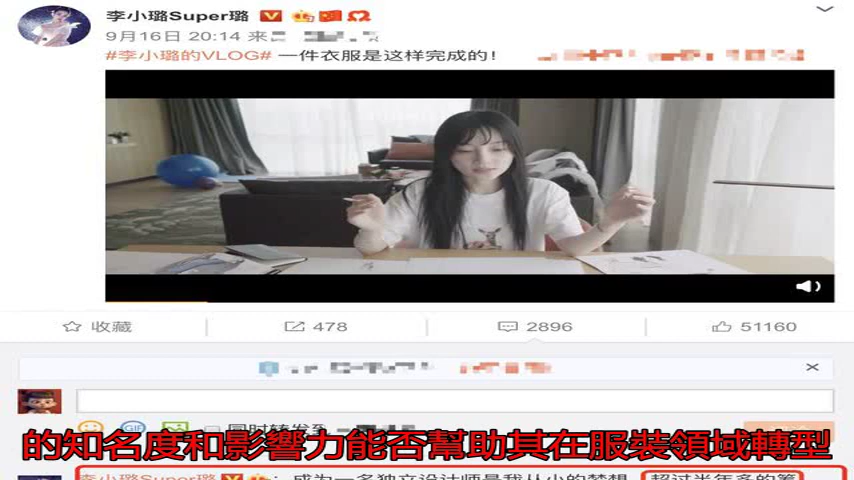 李小璐Super璐
9月16日 20:14 来
#李小璐的VLOG# 一件衣服是这样完成的!
收藏
478
2896
51160
GIF
同时转发到
的知名度和影響力能否幫助其在服裝領域轉型
李小璐Super璐 : 成为一名独立设计师是我从小的梦想 超过半年多的筹